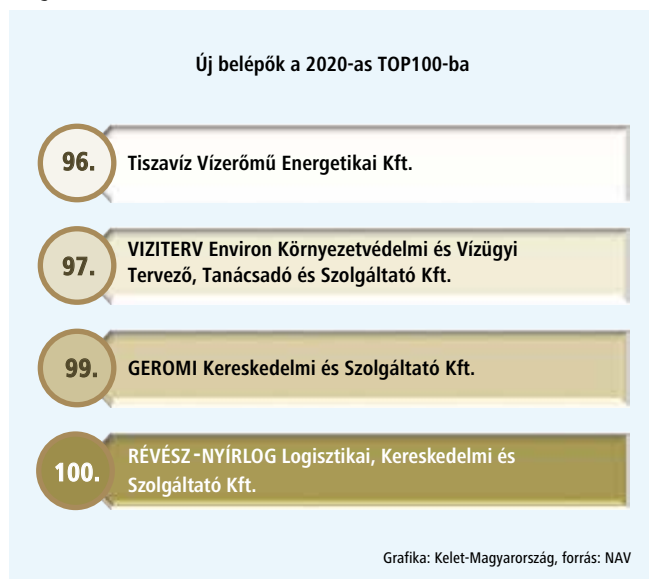 Új belépők a 2020-as TOP100-ba
96.
Tiszavíz Vízerőmű Energetikai Kft.
97.
VIZITERV Environ Környezetvédelmi és Vízügyi
Tervező, Tanácsadó és Szolgáltató Kft.
99.
GEROMI Kereskedelmi és Szolgáltató Kft.
100.
RÉVÉSZ-NYÍRLOG Logisztikai, Kereskedelmi és
Szolgáltató Kft.
Grafika: Kelet-Magyarország, forrás: NAV